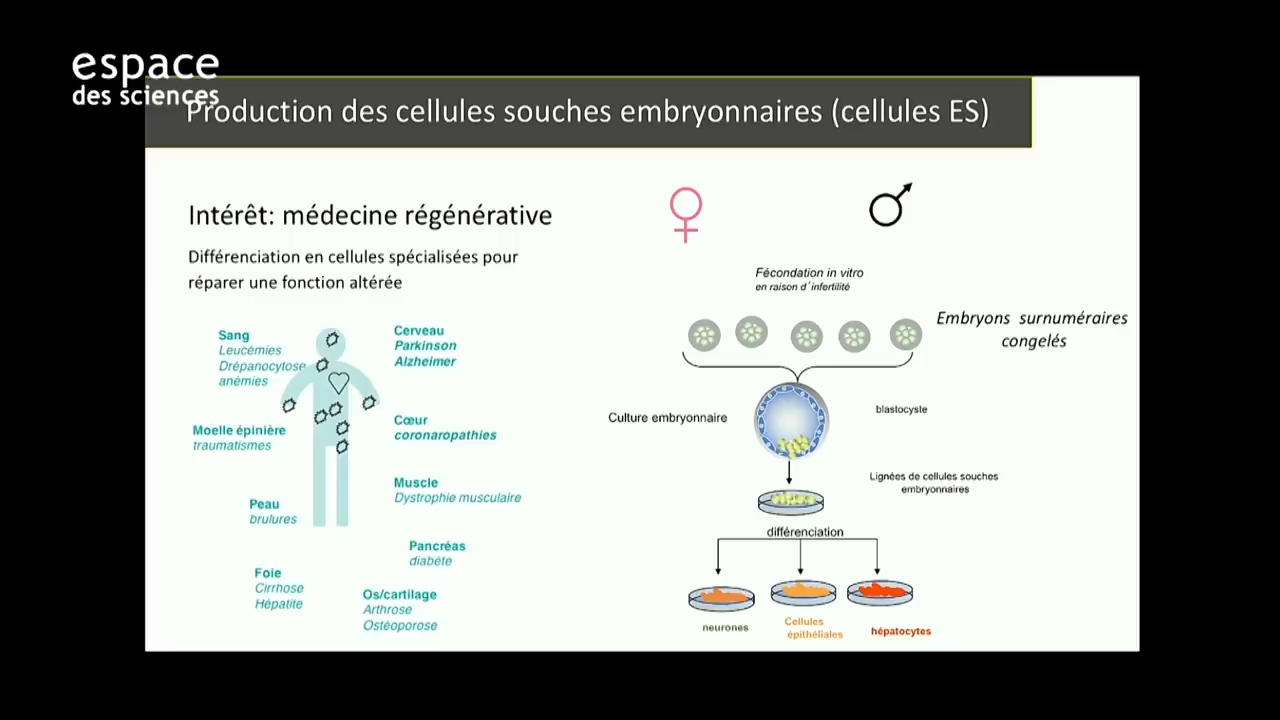 espace
des sciences
Production des cellules souches embryonnaires (cellules ES)
Intérêt: médecine régénérative
Différenciation en cellules spécialisées pour
réparer une fonction altérée
Sang
Leucémies
Drépanocytose
anémies
Cerveau
Parkinson
Alzheimer
Moelle épinière
traumatismes
Cœur
coronaropathies
Muscle
Dystrophie musculaire
Peau
brulures
Pancréas
diabète
Foie
Cirrhose
Hépatite
Os/cartilage
Arthrose
Ostéoporose
Fécondation in vitro
en raison d'infertilité
Embryons surnuméraires
congelés
Culture embryonnaire
blastocyste
Lignées de cellules souches
embryonnaires
différenciation
neurones
Cellules
épithéliales
hépatocytes